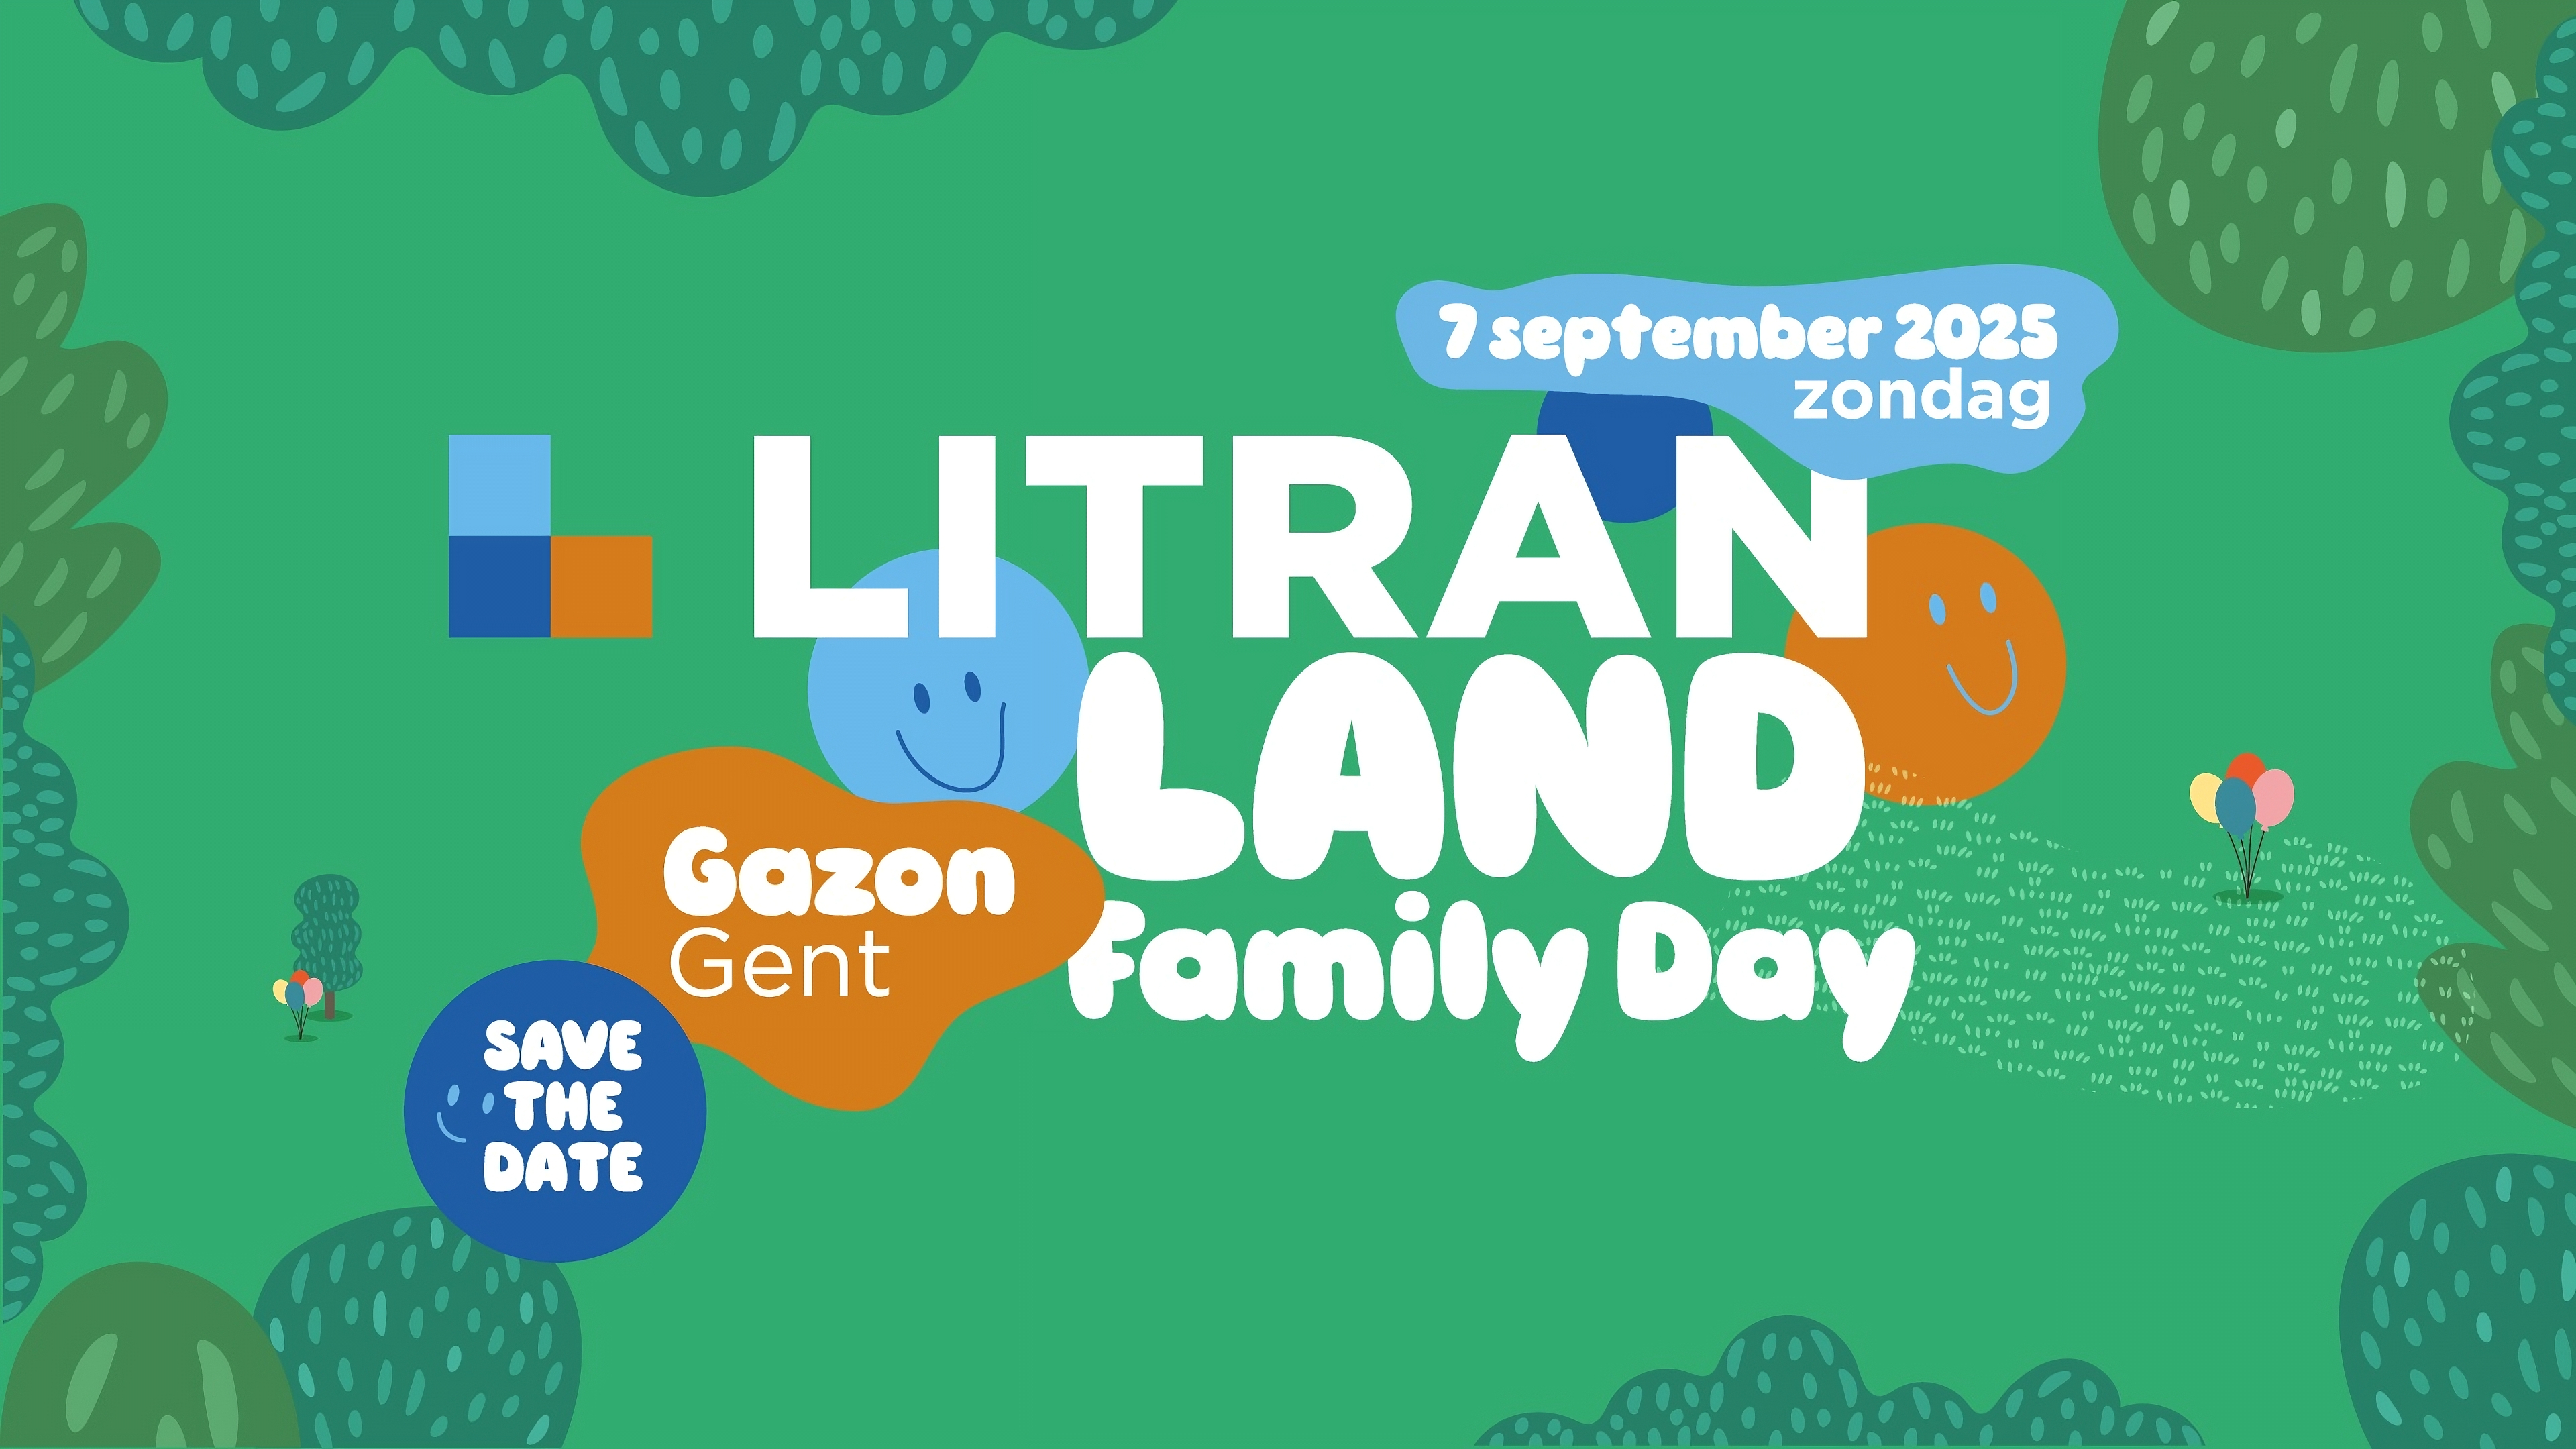 7 september 2025
zondag
LITRAN
LAND
Family Day
Gazon
Gent
SAVE
THE
DATE